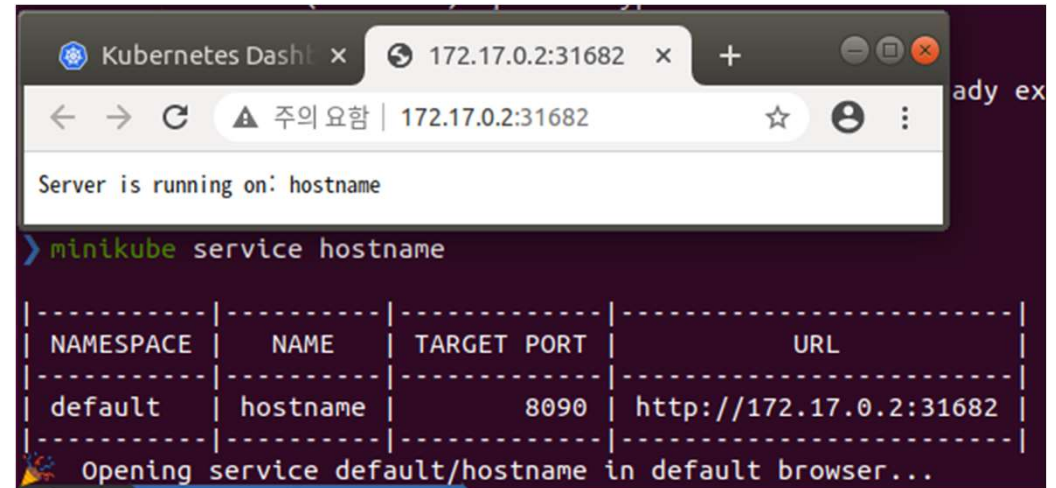 Kubernetes Dashb
172.17.0.2:31682
주의 요함 | 172.17.0.2:31682
ady ex
Server is running on: hostname
❯ minikube service hostname
|-----------|----------|-------------|-------------------------|
| NAMESPACE | NAME | TARGET PORT | URL |
|-----------|----------|-------------|-------------------------|
| default | hostname | 8090 | http://172.17.0.2:31682 |
|-----------|----------|-------------|-------------------------|
🎉 Opening service default/hostname in default browser...